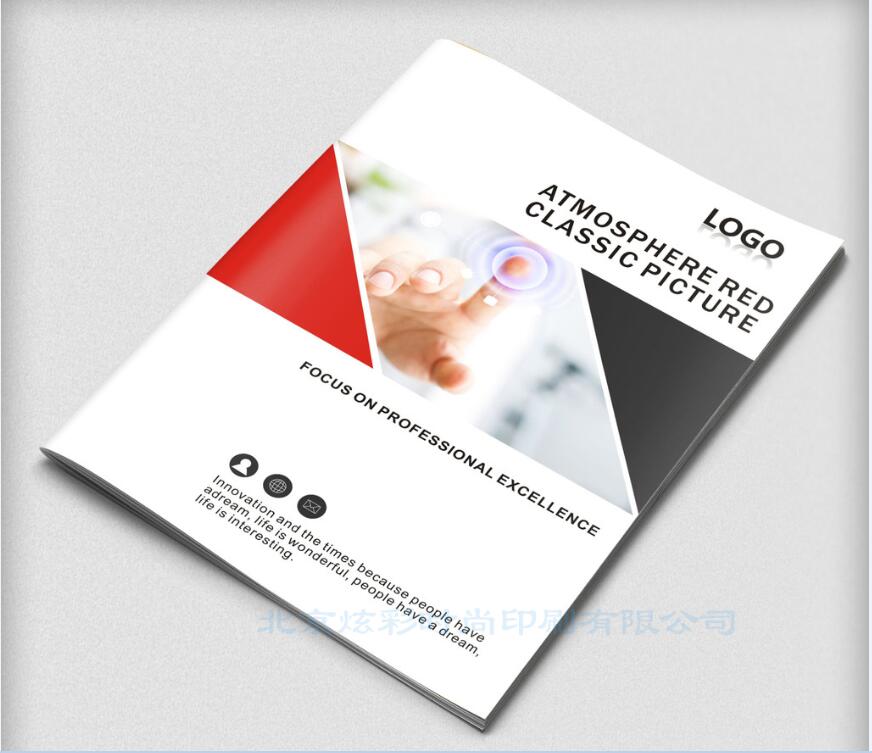 LOGO
ATMOSPHERE RED
CLASSIC PICTURE
FOCUS ON PROFESSIONAL EXCELLENCE
Innovation and the times because people have
adream, life is wonderful, people have a dream,
life is interesting.
北京炫彩时尚印刷有限公司